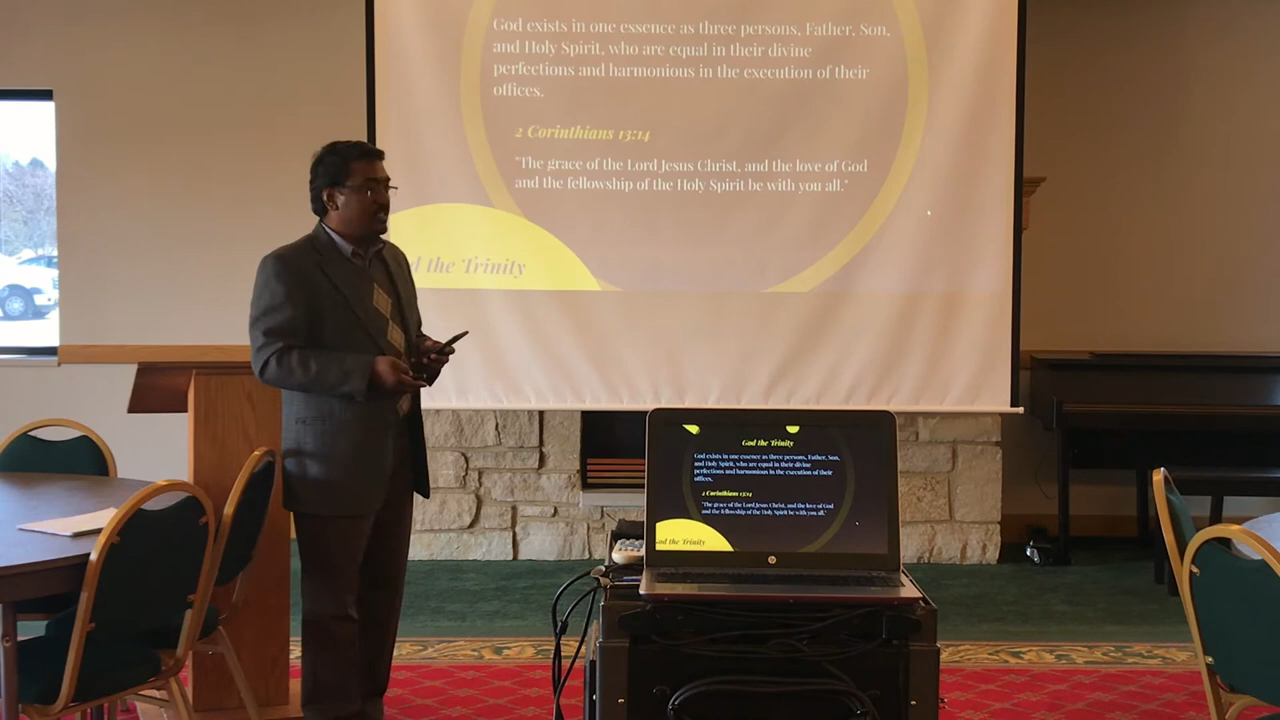 God exists in one essence as three persons, Father, Son,
and Holy Spirit, who are equal in their divine
perfections and harmonious in the execution of their
offices.
2 Corinthians 13:14
"The grace of the Lord Jesus Christ, and the love of God
and the fellowship of the Holy Spirit be with you all."
d the Trinity
God the Trinity
God exists in one essence as three persons, Father, Son,
and Holy Spirit, who are equal in their divine
perfections and harmonious in the execution of their
offices.
2 Corinthians 13:14
"The grace of the Lord Jesus Christ, and the love of God
and the fellowship of the Holy Spirit be with you all."
God the Trinity
hp